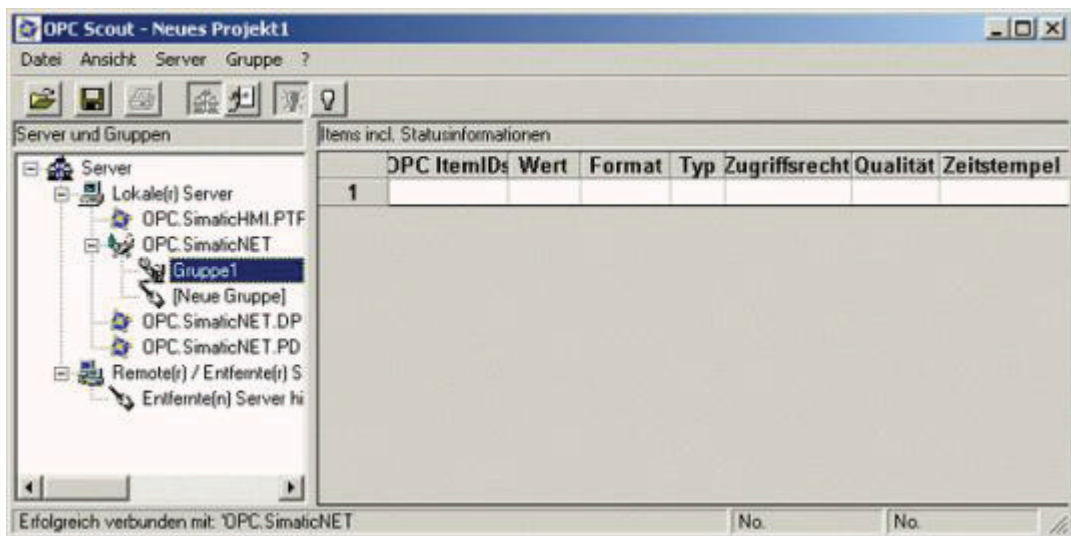 OPC Scout - Neues Projekt1
Datei Ansicht Server Gruppe ?
Server und Gruppen
Items incl. Statusinformationen
OPC ItemIDs Wert Format Typ Zugriffsrecht Qualität Zeitstempel
1
Server
Lokale(r) Server
OPC.SimaticHMI.PTF
OPC.SimaticNET
Gruppe1
[Neue Gruppe]
OPC.SimaticNET.DP
OPC.SimaticNET.PD
Remote(r) / Entfernte(r) S
Entfernte(n) Server hi
Erfolgreich verbunden mit: 'OPC.SimaticNET
No.
No.